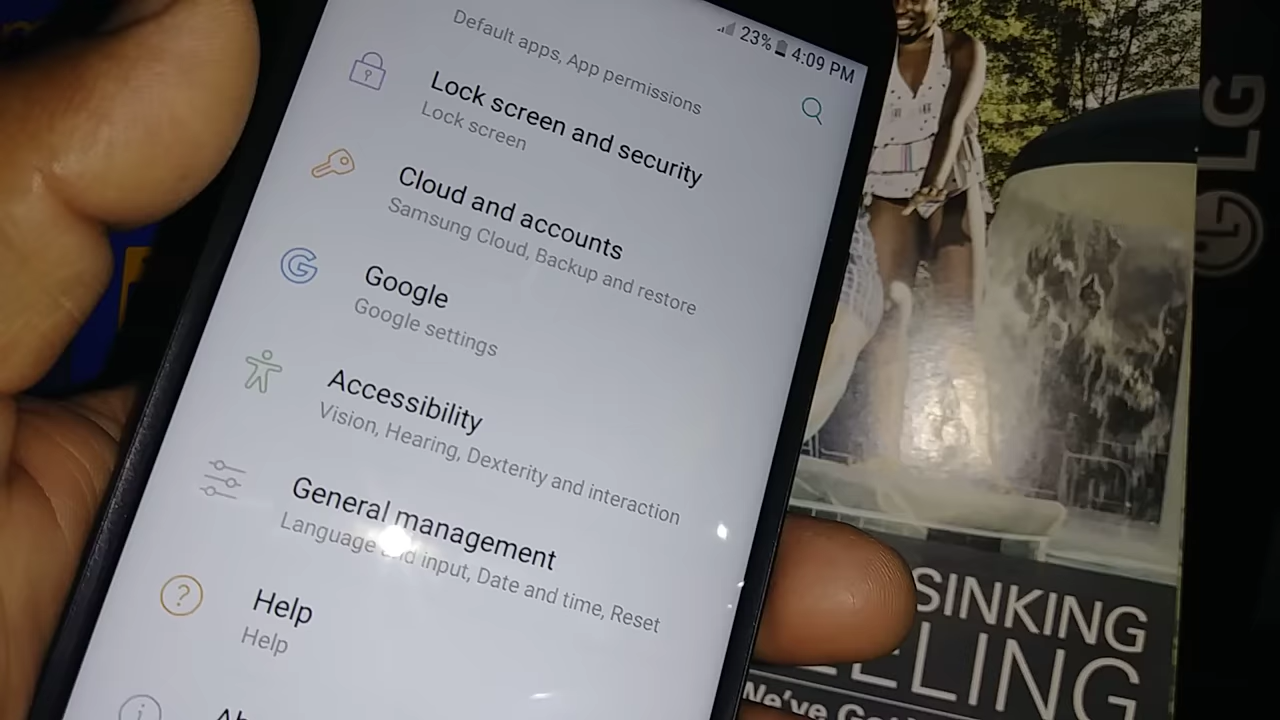 23% 4:09 PM
Default apps, App permissions
Lock screen and security
Lock screen
Cloud and accounts
Samsung Cloud, Backup and restore
Google
Google settings
Accessibility
Vision, Hearing, Dexterity and interaction
General management
Language and input, Date and time, Reset
Help
Help
LG
SINKING
We've